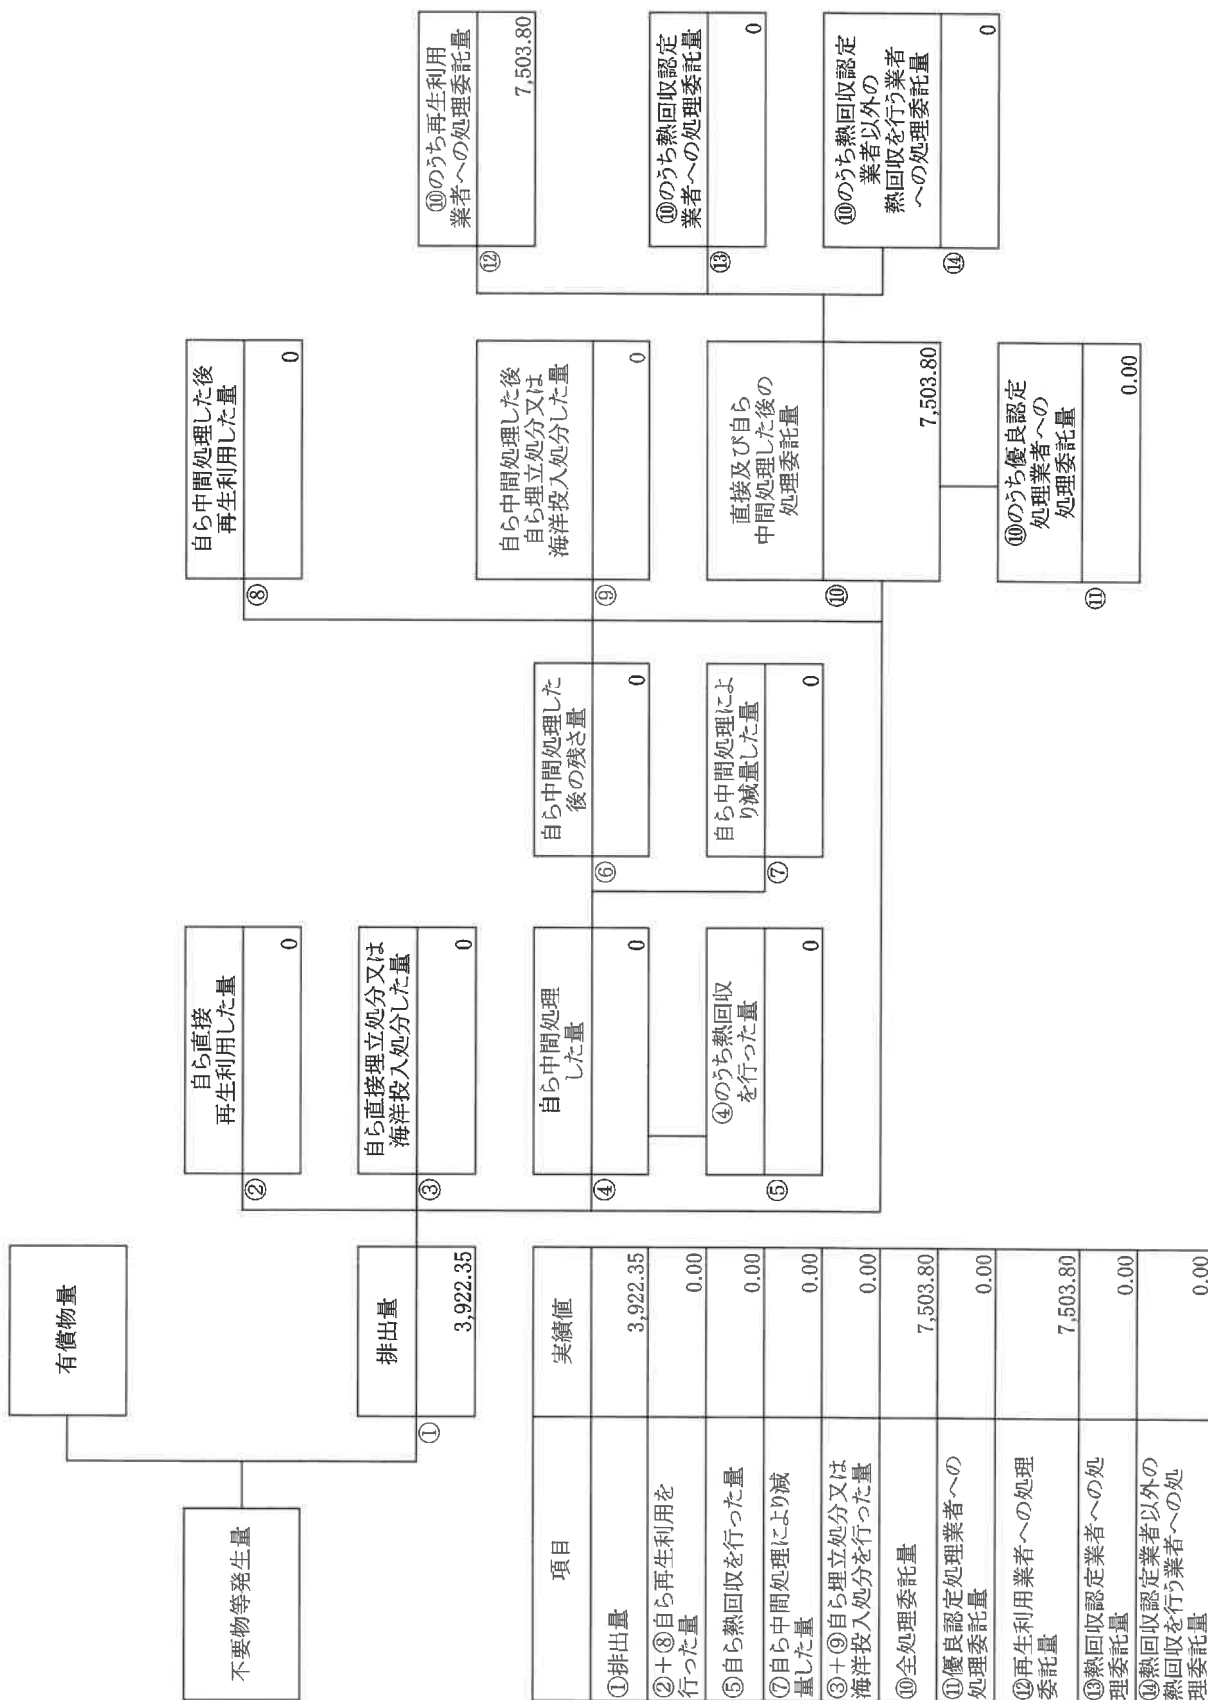 不要物等発生量
有償物量
①
排出量
3,922.35
②
自ら直接
再生利用した量
0
③
自ら直接埋立処分又は
海洋投入処分した量
0
④
自ら中間処理
した量
0
⑤
④のうち熱回収
を行った量
0
⑥
自ら中間処理した
後の残さ量
0
⑦
自ら中間処理によ
り減量した量
0
⑧
自ら中間処理した後
再生利用した量
0
⑨
自ら中間処理した後
自ら埋立処分又は
海洋投入処分した量
0
⑩
直接及び自ら
中間処理した後の
処理委託量
7,503.80
⑪
⑩のうち優良認定
処理業者への
処理委託量
0.00
⑫
⑩のうち再生利用
業者への処理委託量
7,503.80
⑬
⑩のうち熱回収認定
業者への処理委託量
0
⑭
⑩のうち熱回収認定
業者以外の
熱回収を行う業者
への処理委託量
0
項目 実績値
①排出量 3,922.35
②+⑧自ら再生利用を
行った量 0.00
⑤自ら熱回収を行った量 0.00
⑦自ら中間処理により減
量した量 0.00
③+⑨自ら埋立処分又は
海洋投入処分を行った量 0.00
⑩全処理委託量 7,503.80
⑪優良認定処理業者への
処理委託量 0.00
⑫再生利用業者への処理
委託量 7,503.80
⑬熱回収認定業者への処
理委託量 0.00
⑭熱回収認定業者以外の
熱回収を行う業者への処
理委託量 0.00